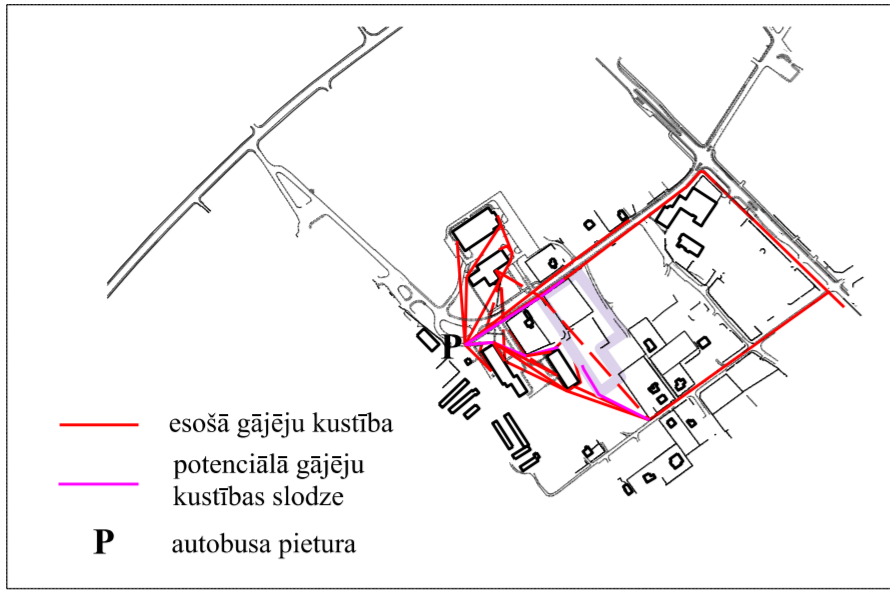 P
esošā gājēju kustība
potenciālā gājēju
kustības slodze
P autobusa pietura